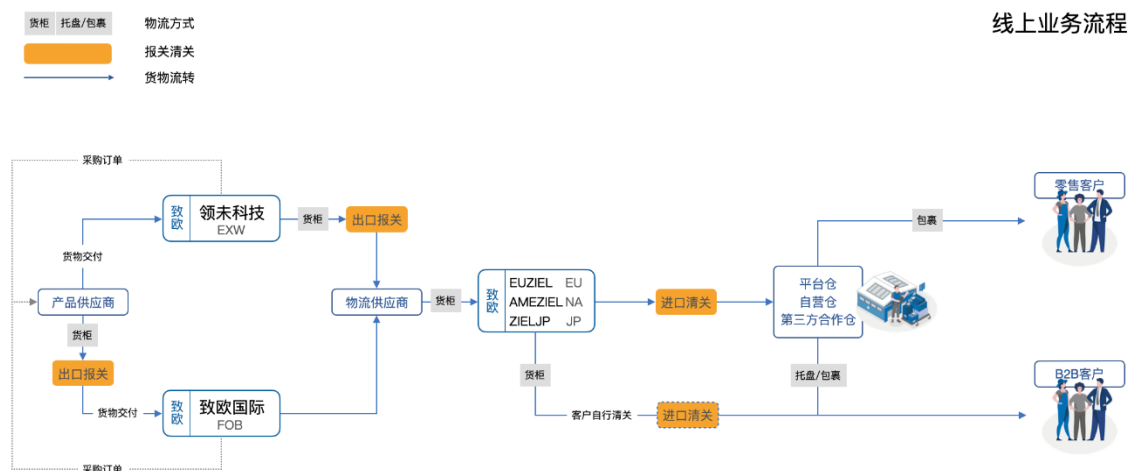 货柜 托盘/包裹 物流方式
线上业务流程
报关清关
货物流转
采购订单
零售客户
致欧 领未科技
EXW
货柜
出口报关
包裹
货物交付
产品供应商
物流供应商
货柜
致欧
EUZIEL EU
AMEZIEL NA
ZIELJP JP
进口清关
平台仓
自营仓
第三方合作仓
货柜
出口报关
货柜
托盘/包裹
B2B客户
货物交付
致欧 致欧国际
FOB
客户自行清关
进口清关
采购订单